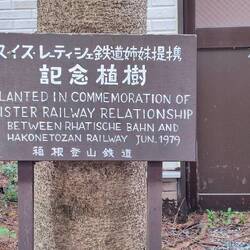 スイス・レーティシュ鉄道姉妹提携
記念植樹
PLANTED IN COMMEMORATION OF
SISTER RAILWAY RELATIONSHIP
BETWEEN RHATISCHE BAHN AND
HAKONETOZAN RAILWAY JUN. 1979
箱根登山鉄道